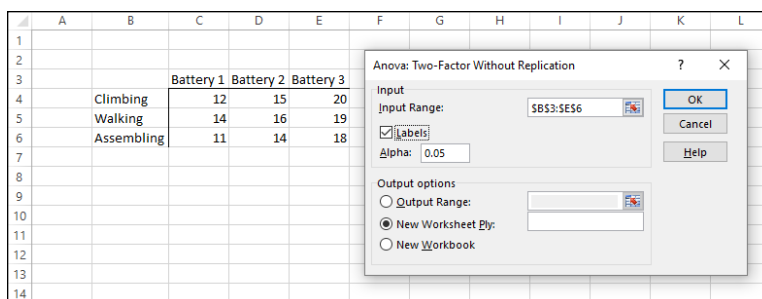 A B C D E F G H I J K L
1
2
3 Battery 1 Battery 2 Battery 3
4 Climbing 12 15 20
5 Walking 14 16 19
6 Assembling 11 14 18
7
8
9
10
11
12
13
14
Anova: Two-Factor Without Replication ? ×
Input
Input Range: $B$3:$E$6
Labels
Alpha: 0.05
OK
Cancel
Help
Output options
Output Range:
New Worksheet Ply:
New Workbook